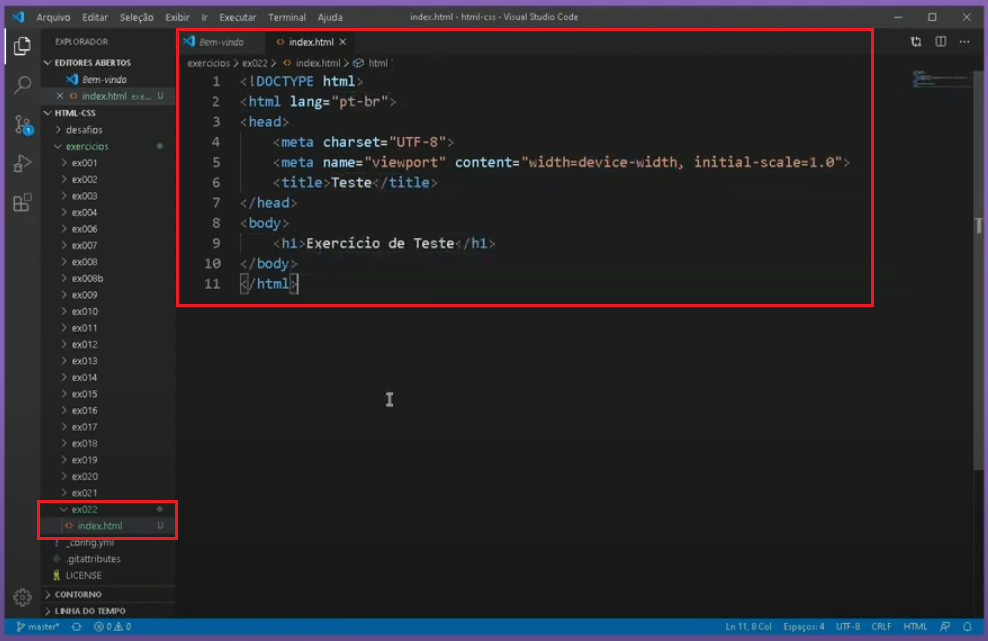 Arquivo Editar Seleção Exibir Ir Executar Terminal Ajuda
index.html - html-css - Visual Studio Code
EXPLORADOR
EDITORES ABERTOS
Bem-vindo
index.html exe... U
HTML-CSS
desafios
exercicios
ex001
ex002
ex003
ex004
ex006
ex007
ex008
ex008b
ex009
ex010
ex011
ex012
ex013
ex014
ex015
ex016
ex017
ex018
ex019
ex020
ex021
ex022
index.html U
_config.yml
.gitattributes
LICENSE
CONTORNO
LINHA DO TEMPO
Bem-vindo
index.html
exercicios > ex022 > index.html > html
1 <!DOCTYPE html>
2 <html lang="pt-br">
3 <head>
4 <meta charset="UTF-8">
5 <meta name="viewport" content="width=device-width, initial-scale=1.0">
6 <title>Teste</title>
7 </head>
8 <body>
9 <h1>Exercício de Teste</h1>
10 </body>
11 </html>
1
master* 0 0
Ln 11, 8 Col Espaços: 4 UTF-8 CRLF HTML